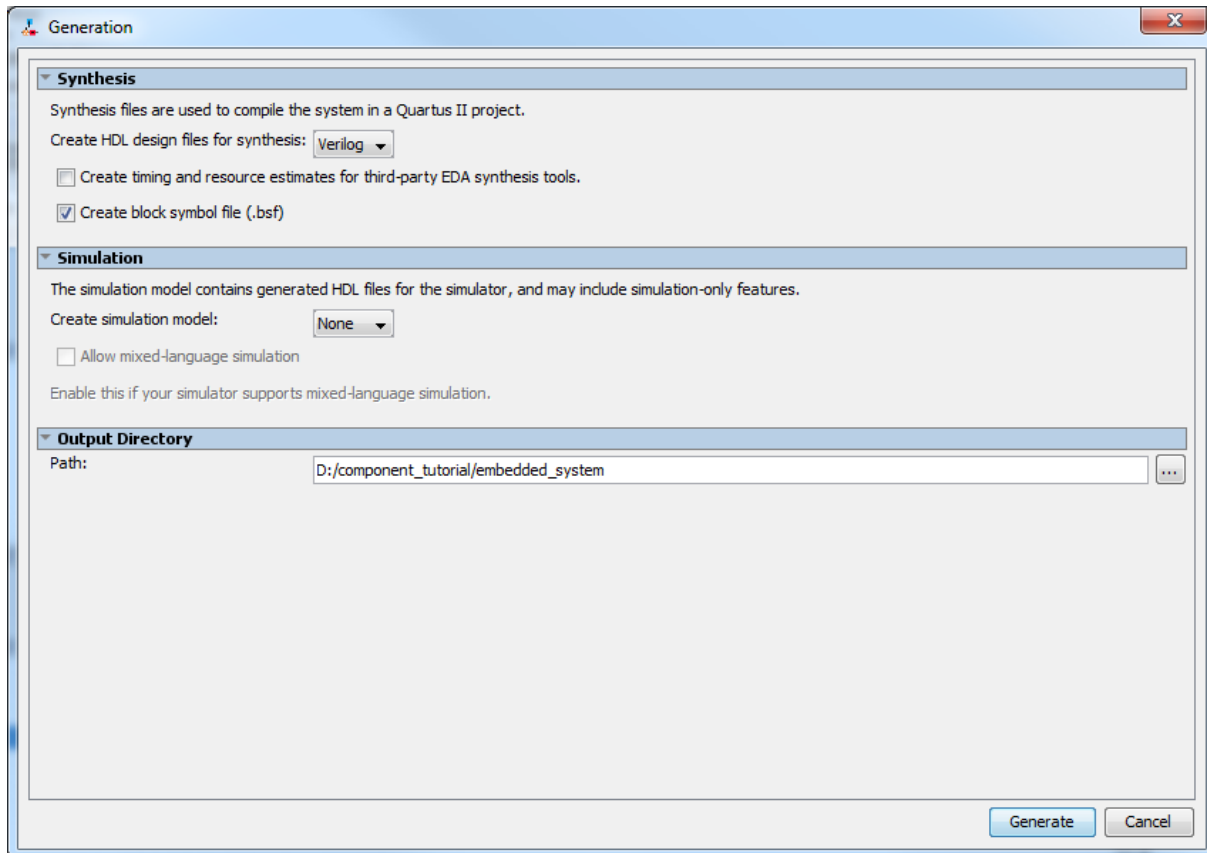 Generation
Synthesis
Synthesis files are used to compile the system in a Quartus II project.
Create HDL design files for synthesis: Verilog
Create timing and resource estimates for third-party EDA synthesis tools.
Create block symbol file (.bsf)
Simulation
The simulation model contains generated HDL files for the simulator, and may include simulation-only features.
Create simulation model: None
Allow mixed-language simulation
Enable this if your simulator supports mixed-language simulation.
Output Directory
Path: D:/component_tutorial/embedded_system ...
Generate Cancel